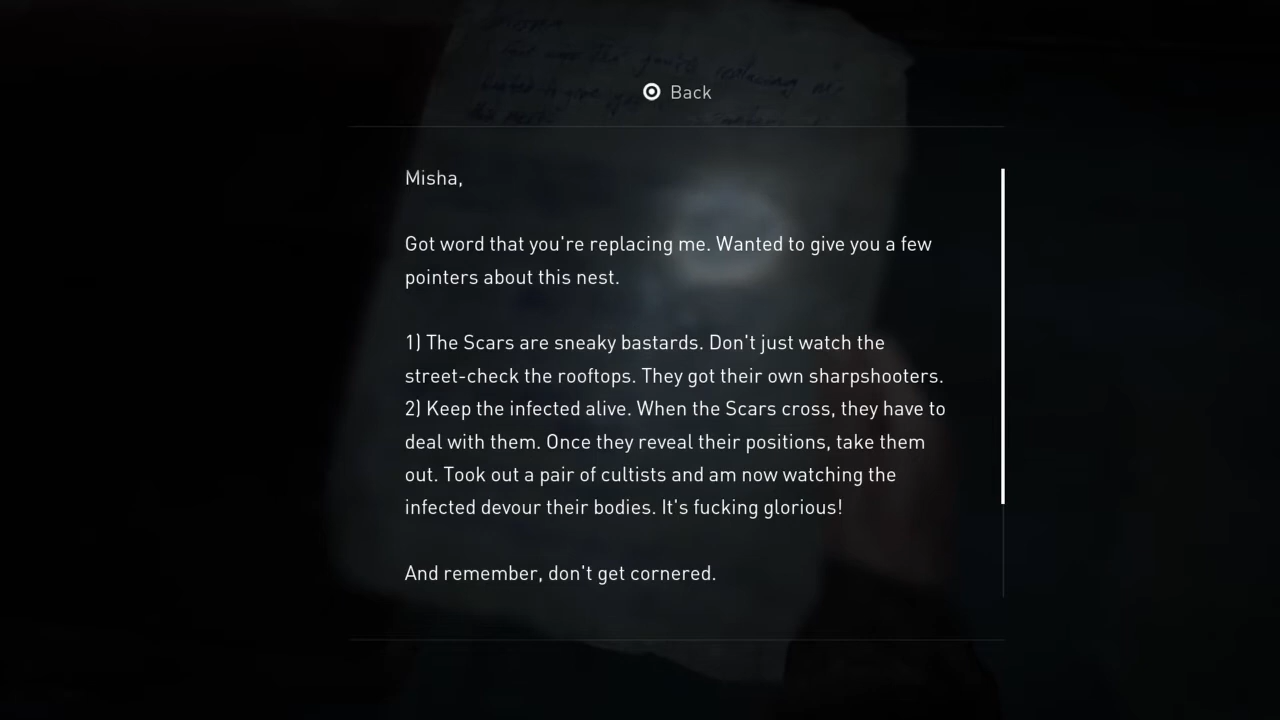 Back
Misha,
Got word that you're replacing me. Wanted to give you a few
pointers about this nest.
1) The Scars are sneaky bastards. Don't just watch the
street-check the rooftops. They got their own sharpshooters.
2) Keep the infected alive. When the Scars cross, they have to
deal with them. Once they reveal their positions, take them
out. Took out a pair of cultists and am now watching the
infected devour their bodies. It's fucking glorious!
And remember, don't get cornered.